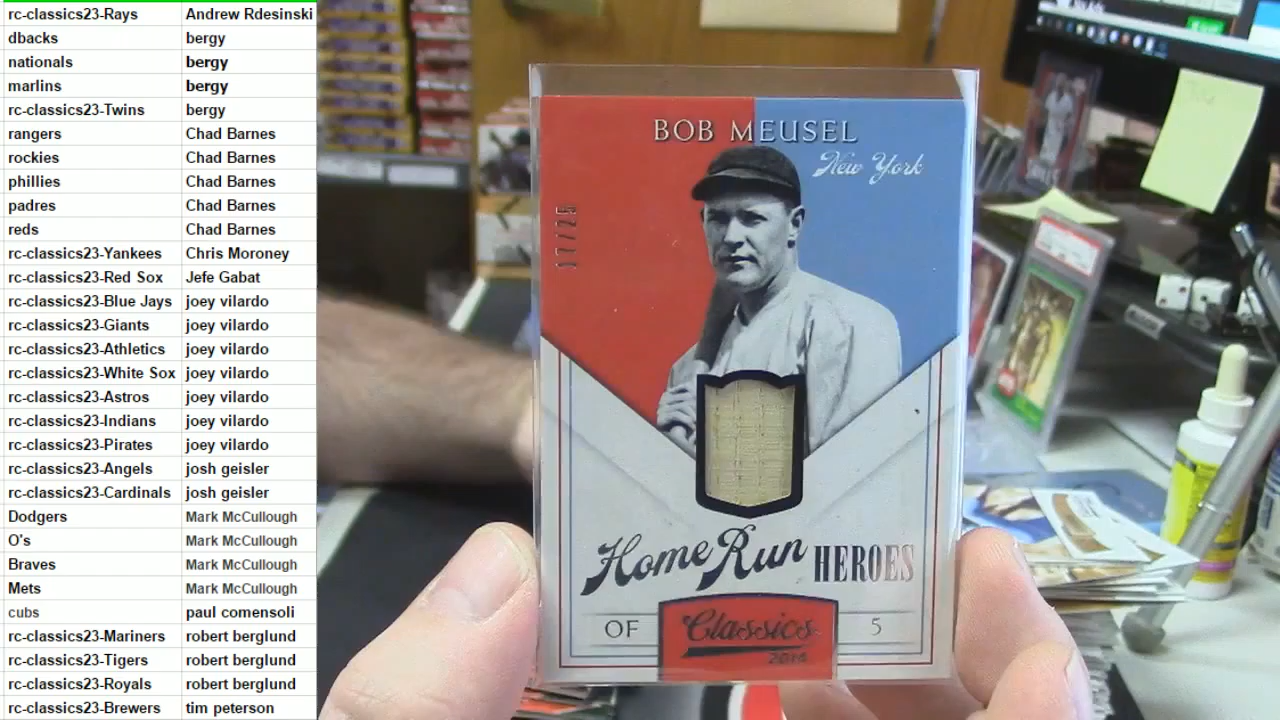 rc-classics23-Rays Andrew Rdesinski
dbacks bergy
nationals bergy
marlins bergy
rc-classics23-Twins bergy
rangers Chad Barnes
rockies Chad Barnes
phillies Chad Barnes
padres Chad Barnes
reds Chad Barnes
rc-classics23-Yankees Chris Moroney
rc-classics23-Red Sox Jefe Gabat
rc-classics23-Blue Jays joey vilardo
rc-classics23-Giants joey vilardo
rc-classics23-Athletics joey vilardo
rc-classics23-White Sox joey vilardo
rc-classics23-Astros joey vilardo
rc-classics23-Indians joey vilardo
rc-classics23-Pirates joey vilardo
rc-classics23-Angels josh geisler
rc-classics23-Cardinals josh geisler
Dodgers Mark McCullough
O's Mark McCullough
Braves Mark McCullough
Mets Mark McCullough
cubs paul comensoli
rc-classics23-Mariners robert berglund
rc-classics23-Tigers robert berglund
rc-classics23-Royals robert berglund
rc-classics23-Brewers tim peterson
BOB MEUSEL
New York
17/25
Home Run HEROES
OF Classics 5
2014